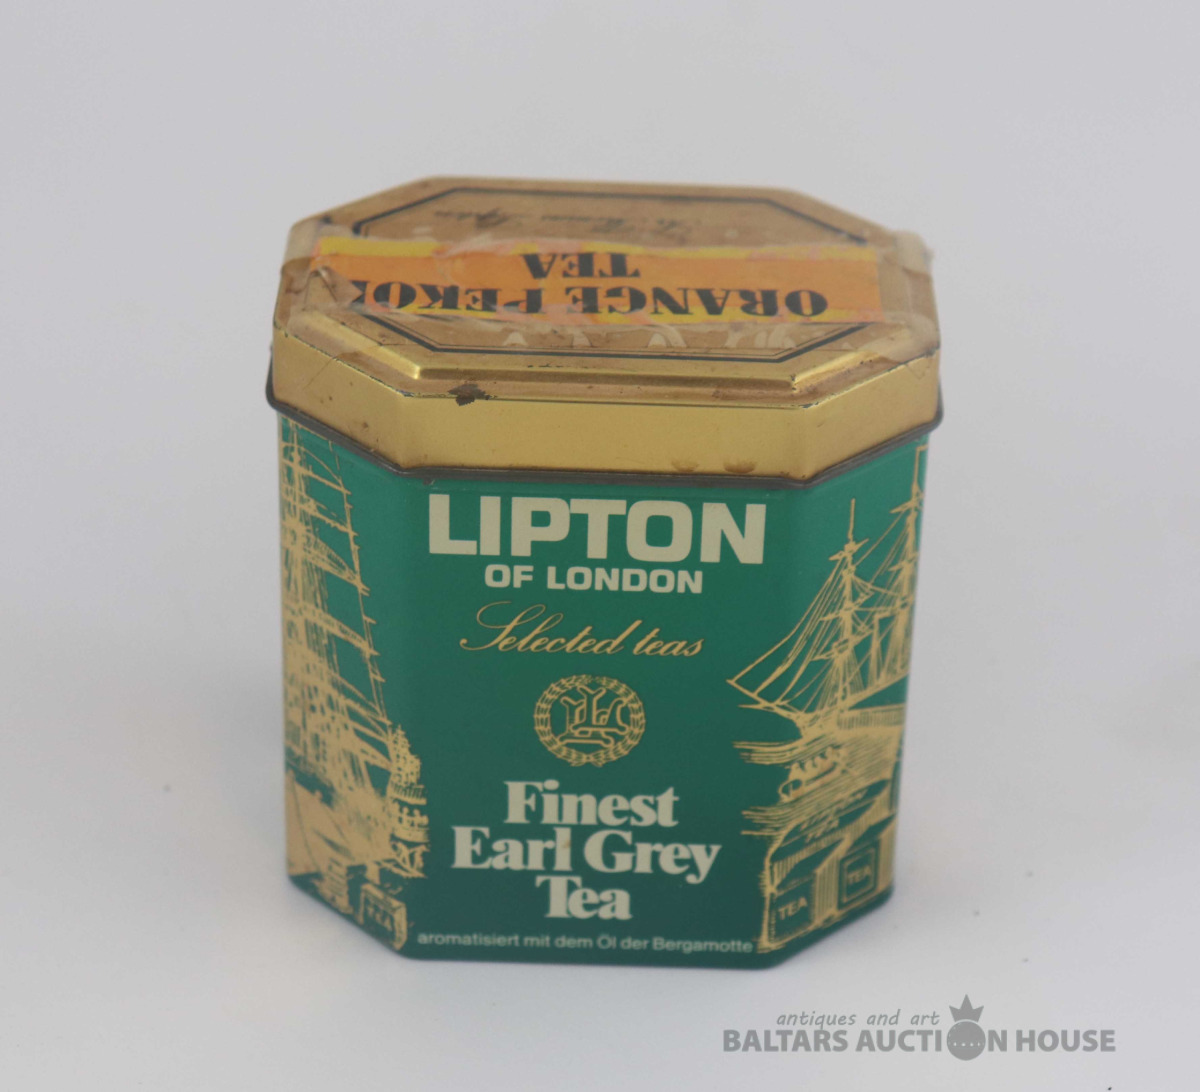 ORANGE PEKO
TEA
LIPTON
OF LONDON
Selected teas
Finest
Earl Grey
Tea
aromatisiert mit dem Öl der Bergamotte
TEA
TEA
TEA
antiques and art
BALTARS AUCTION HOUSE